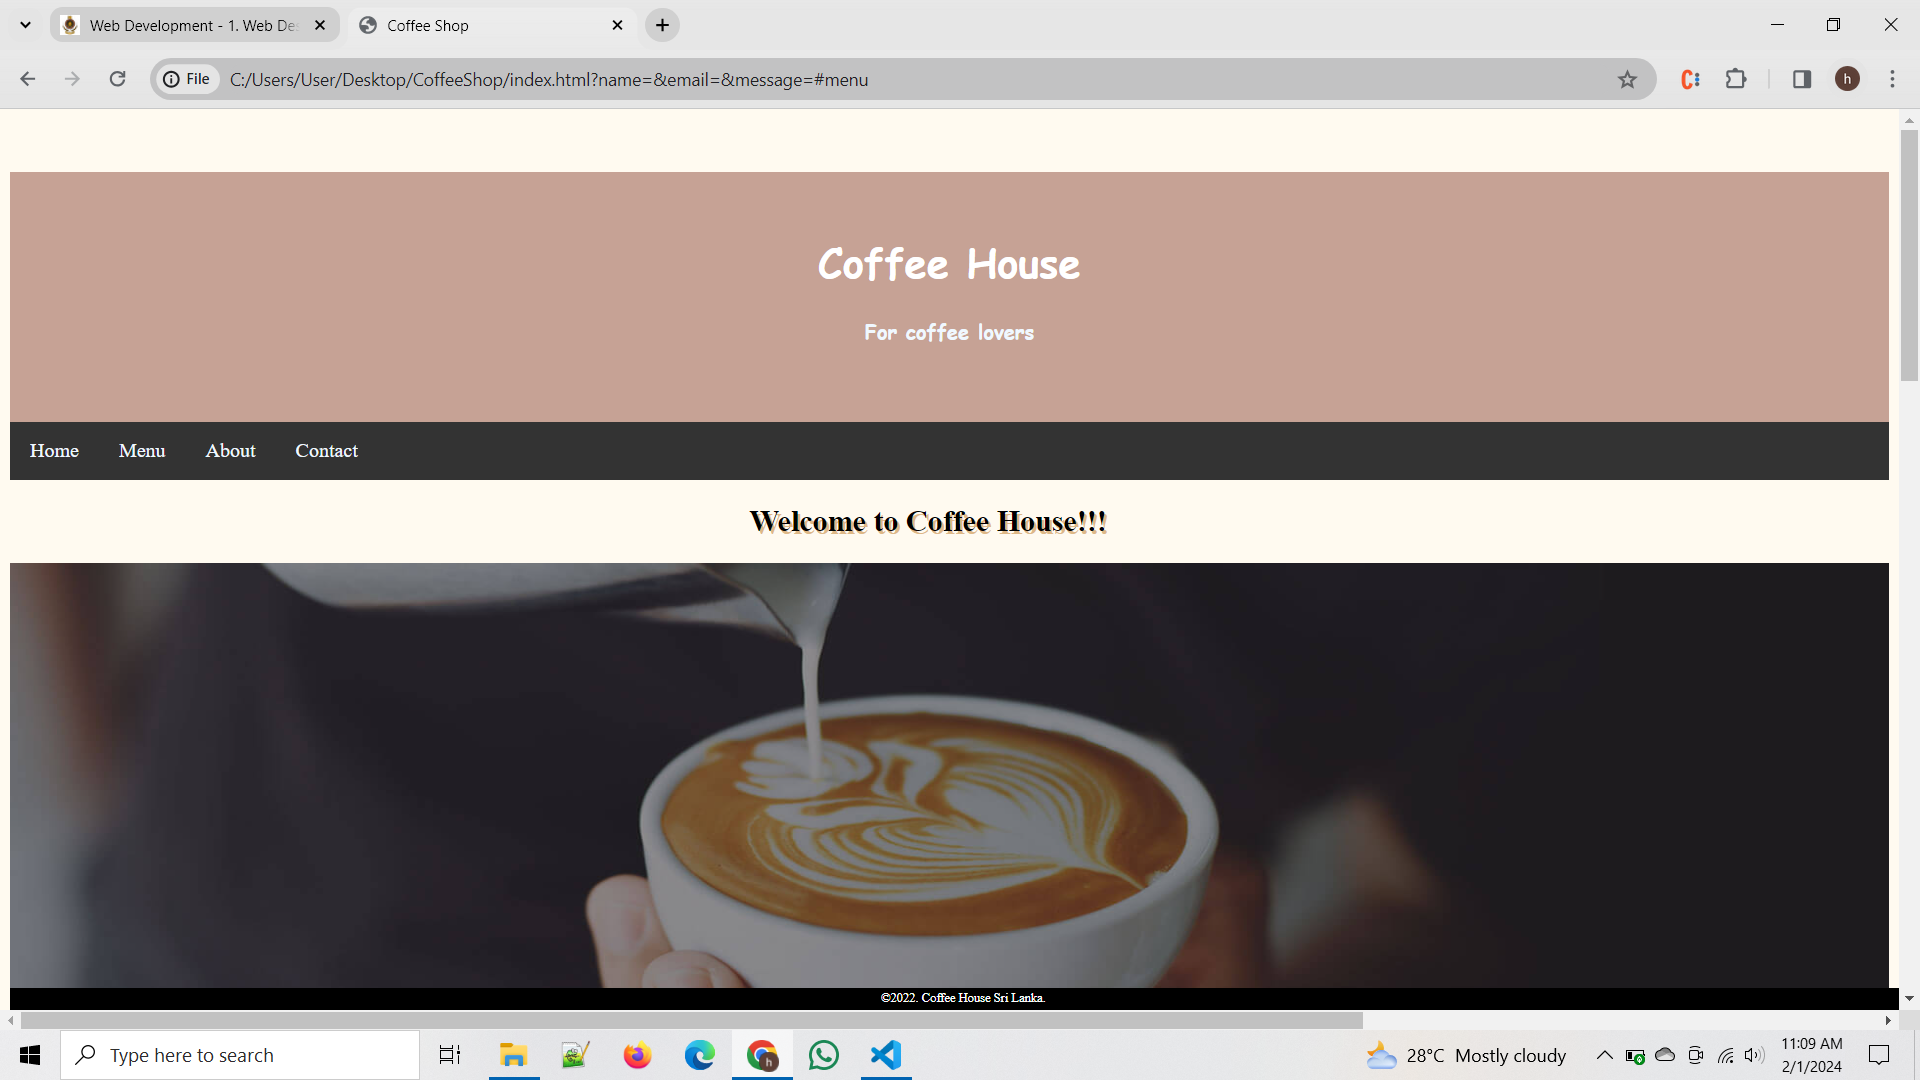 Web Development - 1. Web Des
Coffee Shop
File
C:/Users/User/Desktop/CoffeeShop/index.html?name=&email=&message=#menu
h
Coffee House
For coffee lovers
Home Menu About Contact
Welcome to Coffee House!!!
©2022. Coffee House Sri Lanka.
Type here to search
h
28°C Mostly cloudy
11:09 AM
2/1/2024